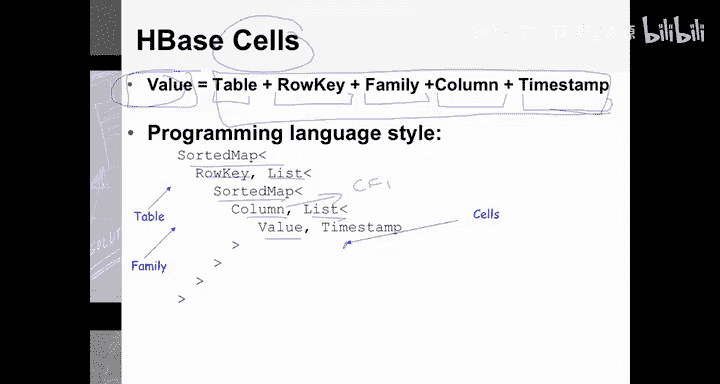 HBase Cells
bilibili
• Value = Table + RowKey + Family +Column + Timestamp
• Programming language style:
SortedMap<
RowKey, List<
SortedMap<
CF1
Column, List<
Table
Value, Timestamp
Cells
>
Family
>
>
>